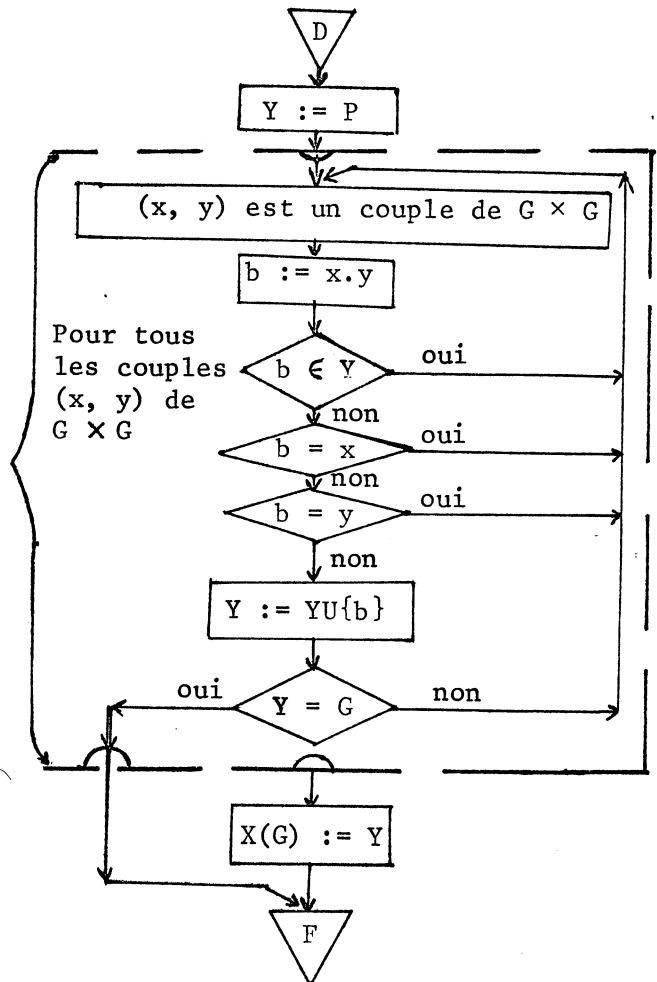 D
Y := P
(x, y) est un couple de G × G
b := x.y
Pour tous
les couples
(x, y) de
G × G
b ∈ Y
oui
non
b = x
oui
non
b = y
oui
non
Y := YU{b}
oui
Y = G
non
X(G) := Y
F